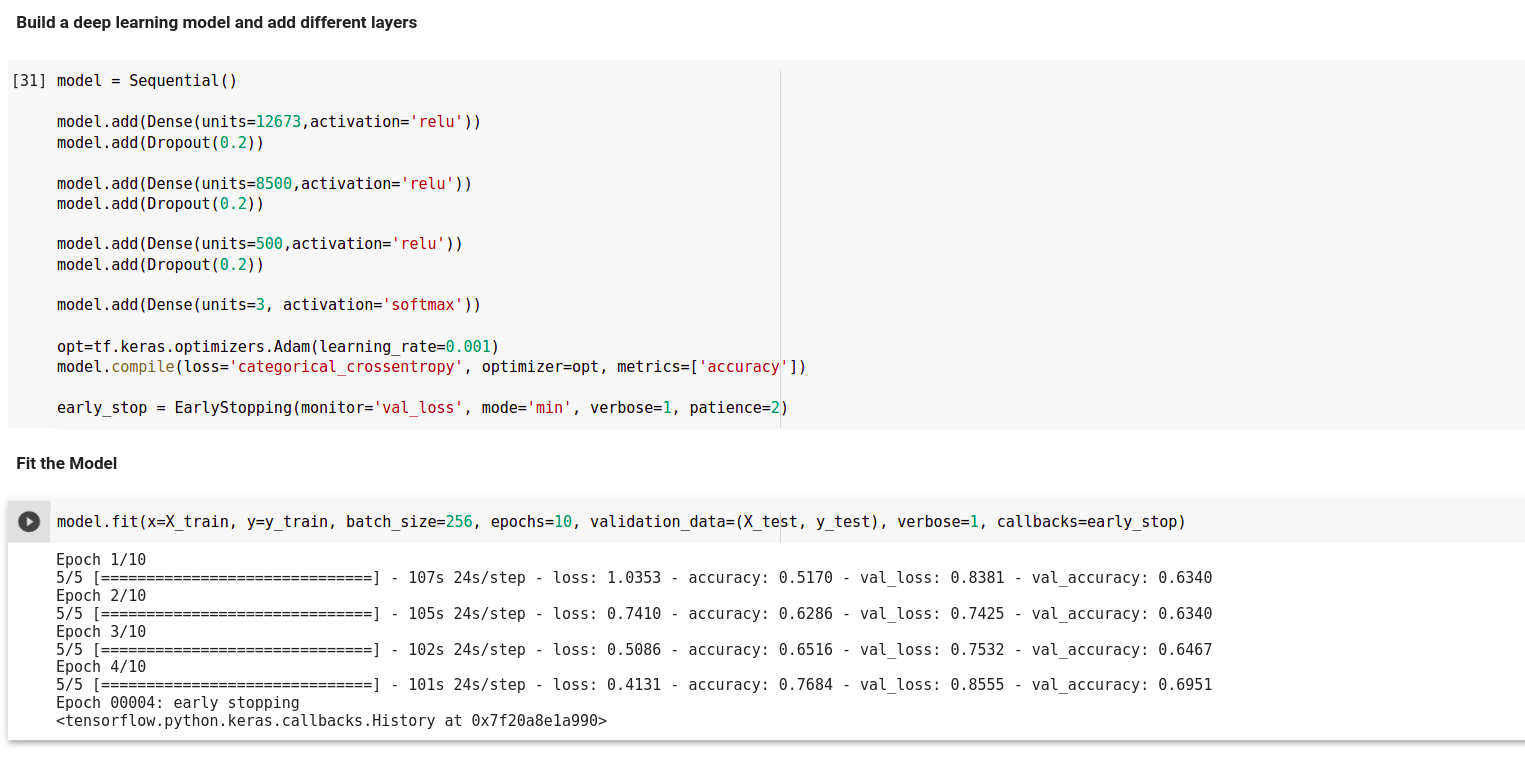 Build a deep learning model and add different layers
[31] model = Sequential()
model.add(Dense(units=12673,activation='relu'))
model.add(Dropout(0.2))
model.add(Dense(units=8500,activation='relu'))
model.add(Dropout(0.2))
model.add(Dense(units=500,activation='relu'))
model.add(Dropout(0.2))
model.add(Dense(units=3, activation='softmax'))
opt=tf.keras.optimizers.Adam(learning_rate=0.001)
model.compile(loss='categorical_crossentropy', optimizer=opt, metrics=['accuracy'])
early_stop = EarlyStopping(monitor='val_loss', mode='min', verbose=1, patience=2)
Fit the Model
model.fit(x=X_train, y=y_train, batch_size=256, epochs=10, validation_data=(X_test, y_test), verbose=1, callbacks=early_stop)
Epoch 1/10
5/5 [==============================] - 107s 24s/step - loss: 1.0353 - accuracy: 0.5170 - val_loss: 0.8381 - val_accuracy: 0.6340
Epoch 2/10
5/5 [==============================] - 105s 24s/step - loss: 0.7410 - accuracy: 0.6286 - val_loss: 0.7425 - val_accuracy: 0.6340
Epoch 3/10
5/5 [==============================] - 102s 24s/step - loss: 0.5086 - accuracy: 0.6516 - val_loss: 0.7532 - val_accuracy: 0.6467
Epoch 4/10
5/5 [==============================] - 101s 24s/step - loss: 0.4131 - accuracy: 0.7684 - val_loss: 0.8555 - val_accuracy: 0.6951
Epoch 00004: early stopping
<tensorflow.python.keras.callbacks.History at 0x7f20a8e1a990>